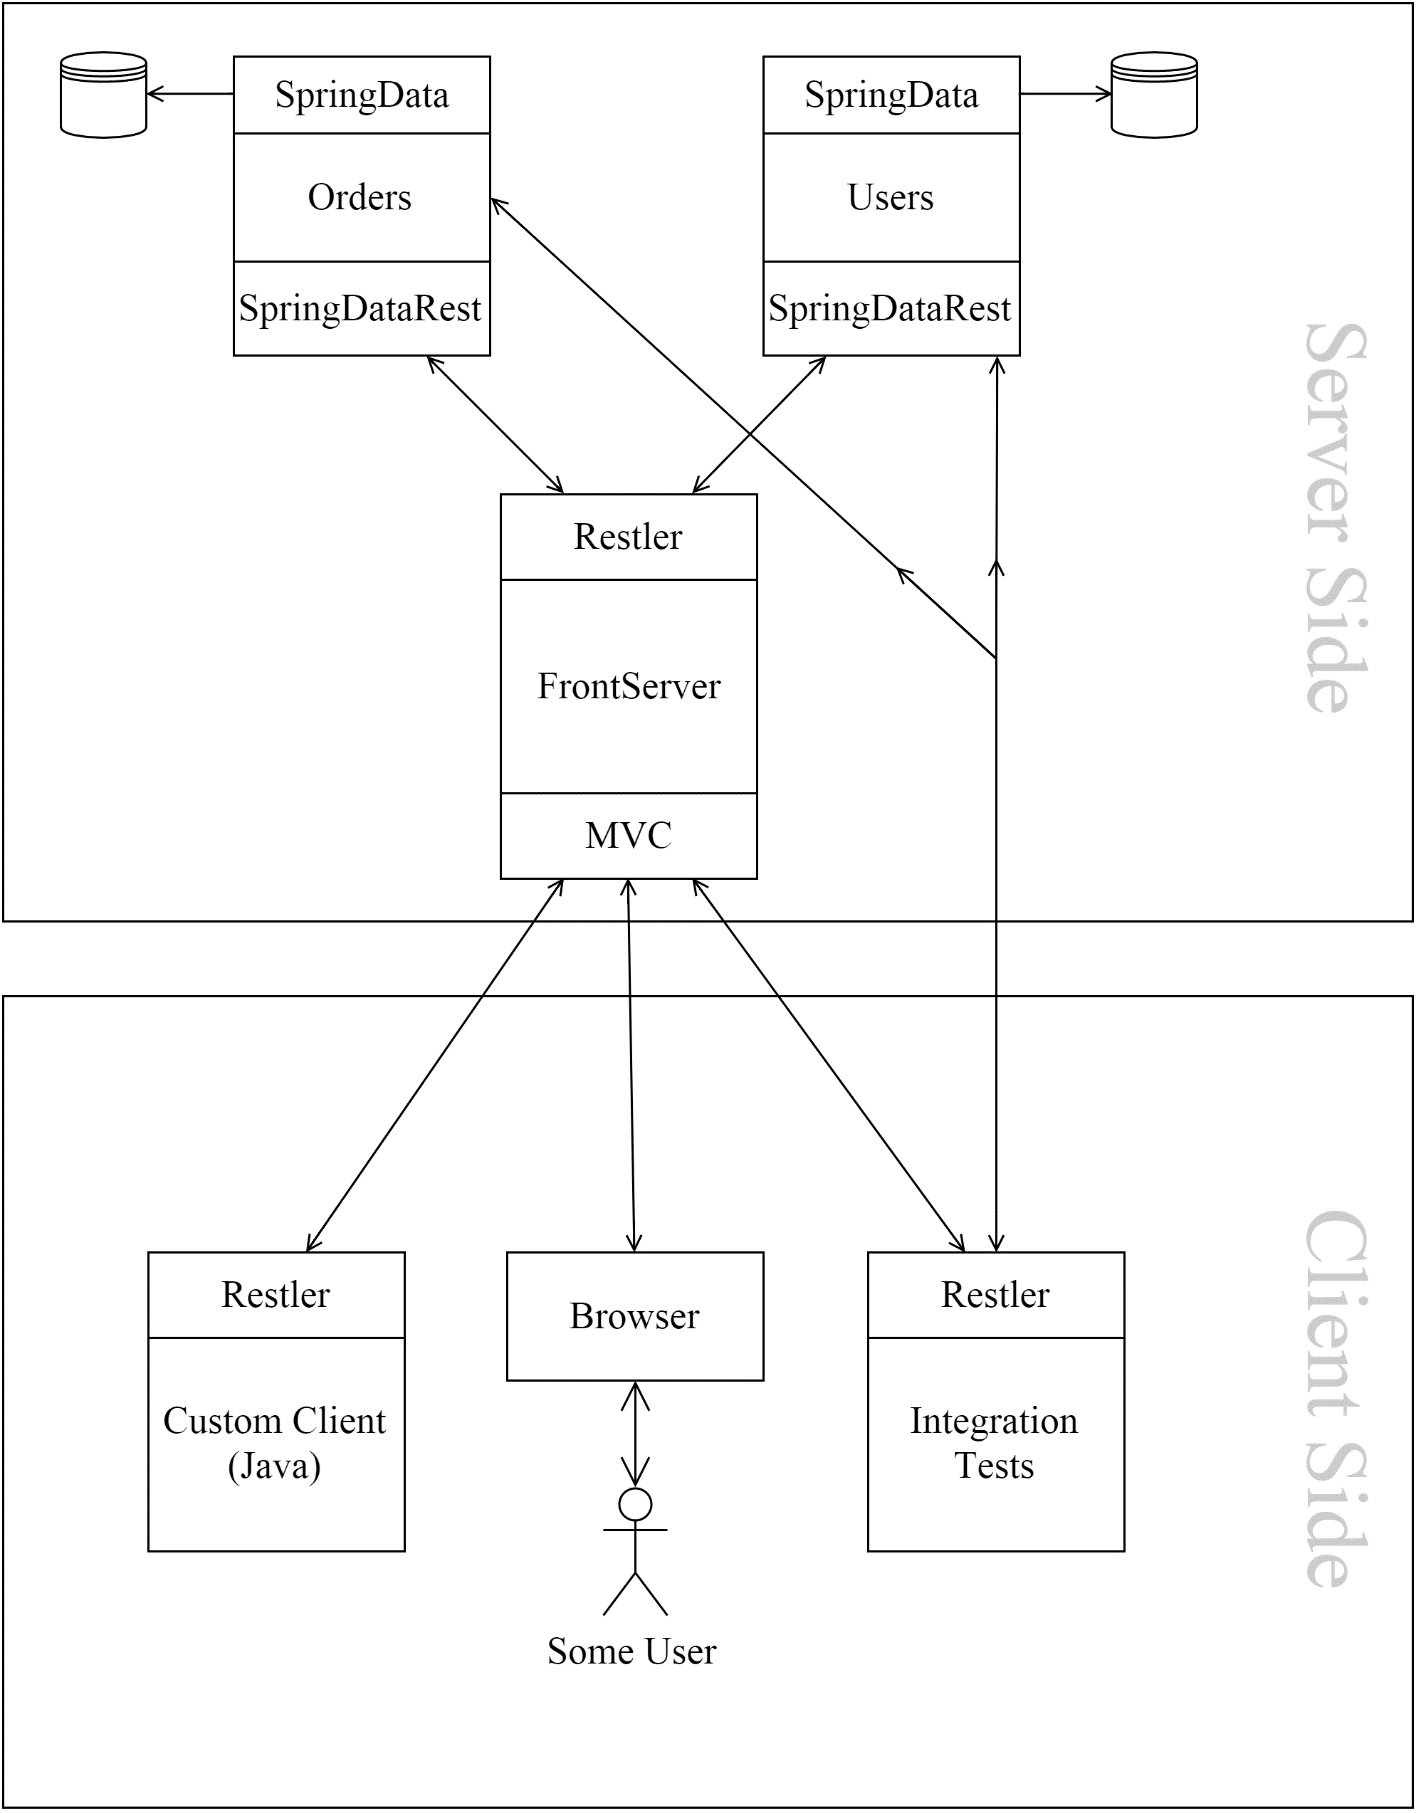 SpringData
SpringData
Orders
Users
SpringDataRest
SpringDataRest
Server Side
Restler
FrontServer
MVC
Restler
Browser
Restler
Custom Client
(Java)
Integration
Tests
Client Side
Some User